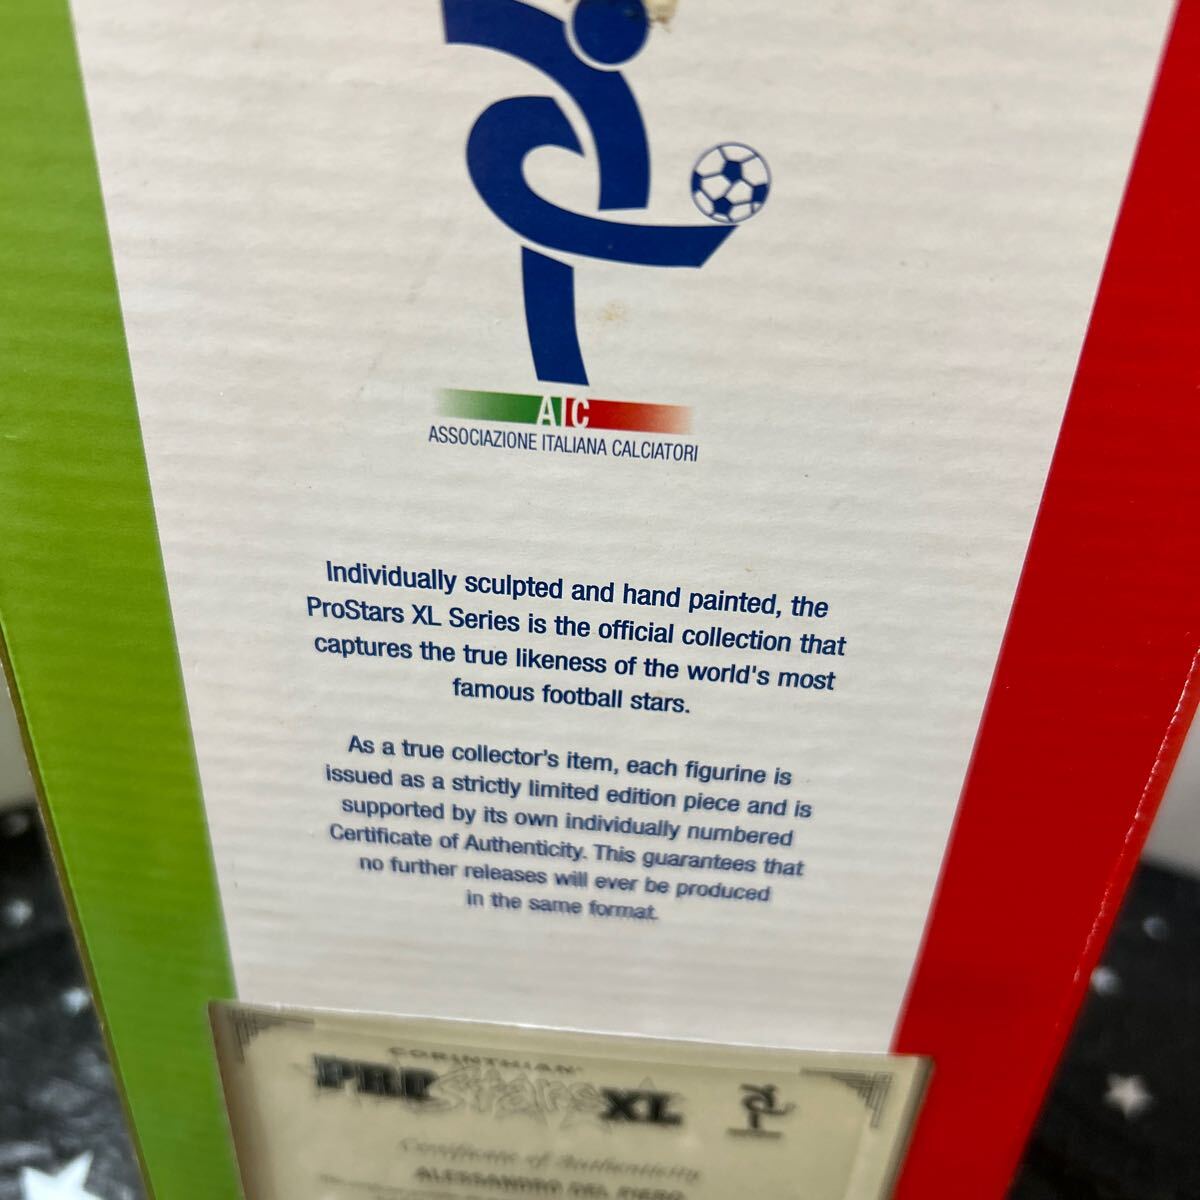 AIC
ASSOCIAZIONE ITALIANA CALCIATORI
Individually sculpted and hand painted, the
ProStars XL Series is the official collection that
captures the true likeness of the world's most
famous football stars.
As a true collector's item, each figurine is
issued as a strictly limited edition piece and is
supported by its own individually numbered
Certificate of Authenticity. This guarantees that
no further releases will ever be produced
in the same format.
CORINTHIAN
PRO Stars XL
Certificate of Authenticity
ALESSANDRO DEL PIERO